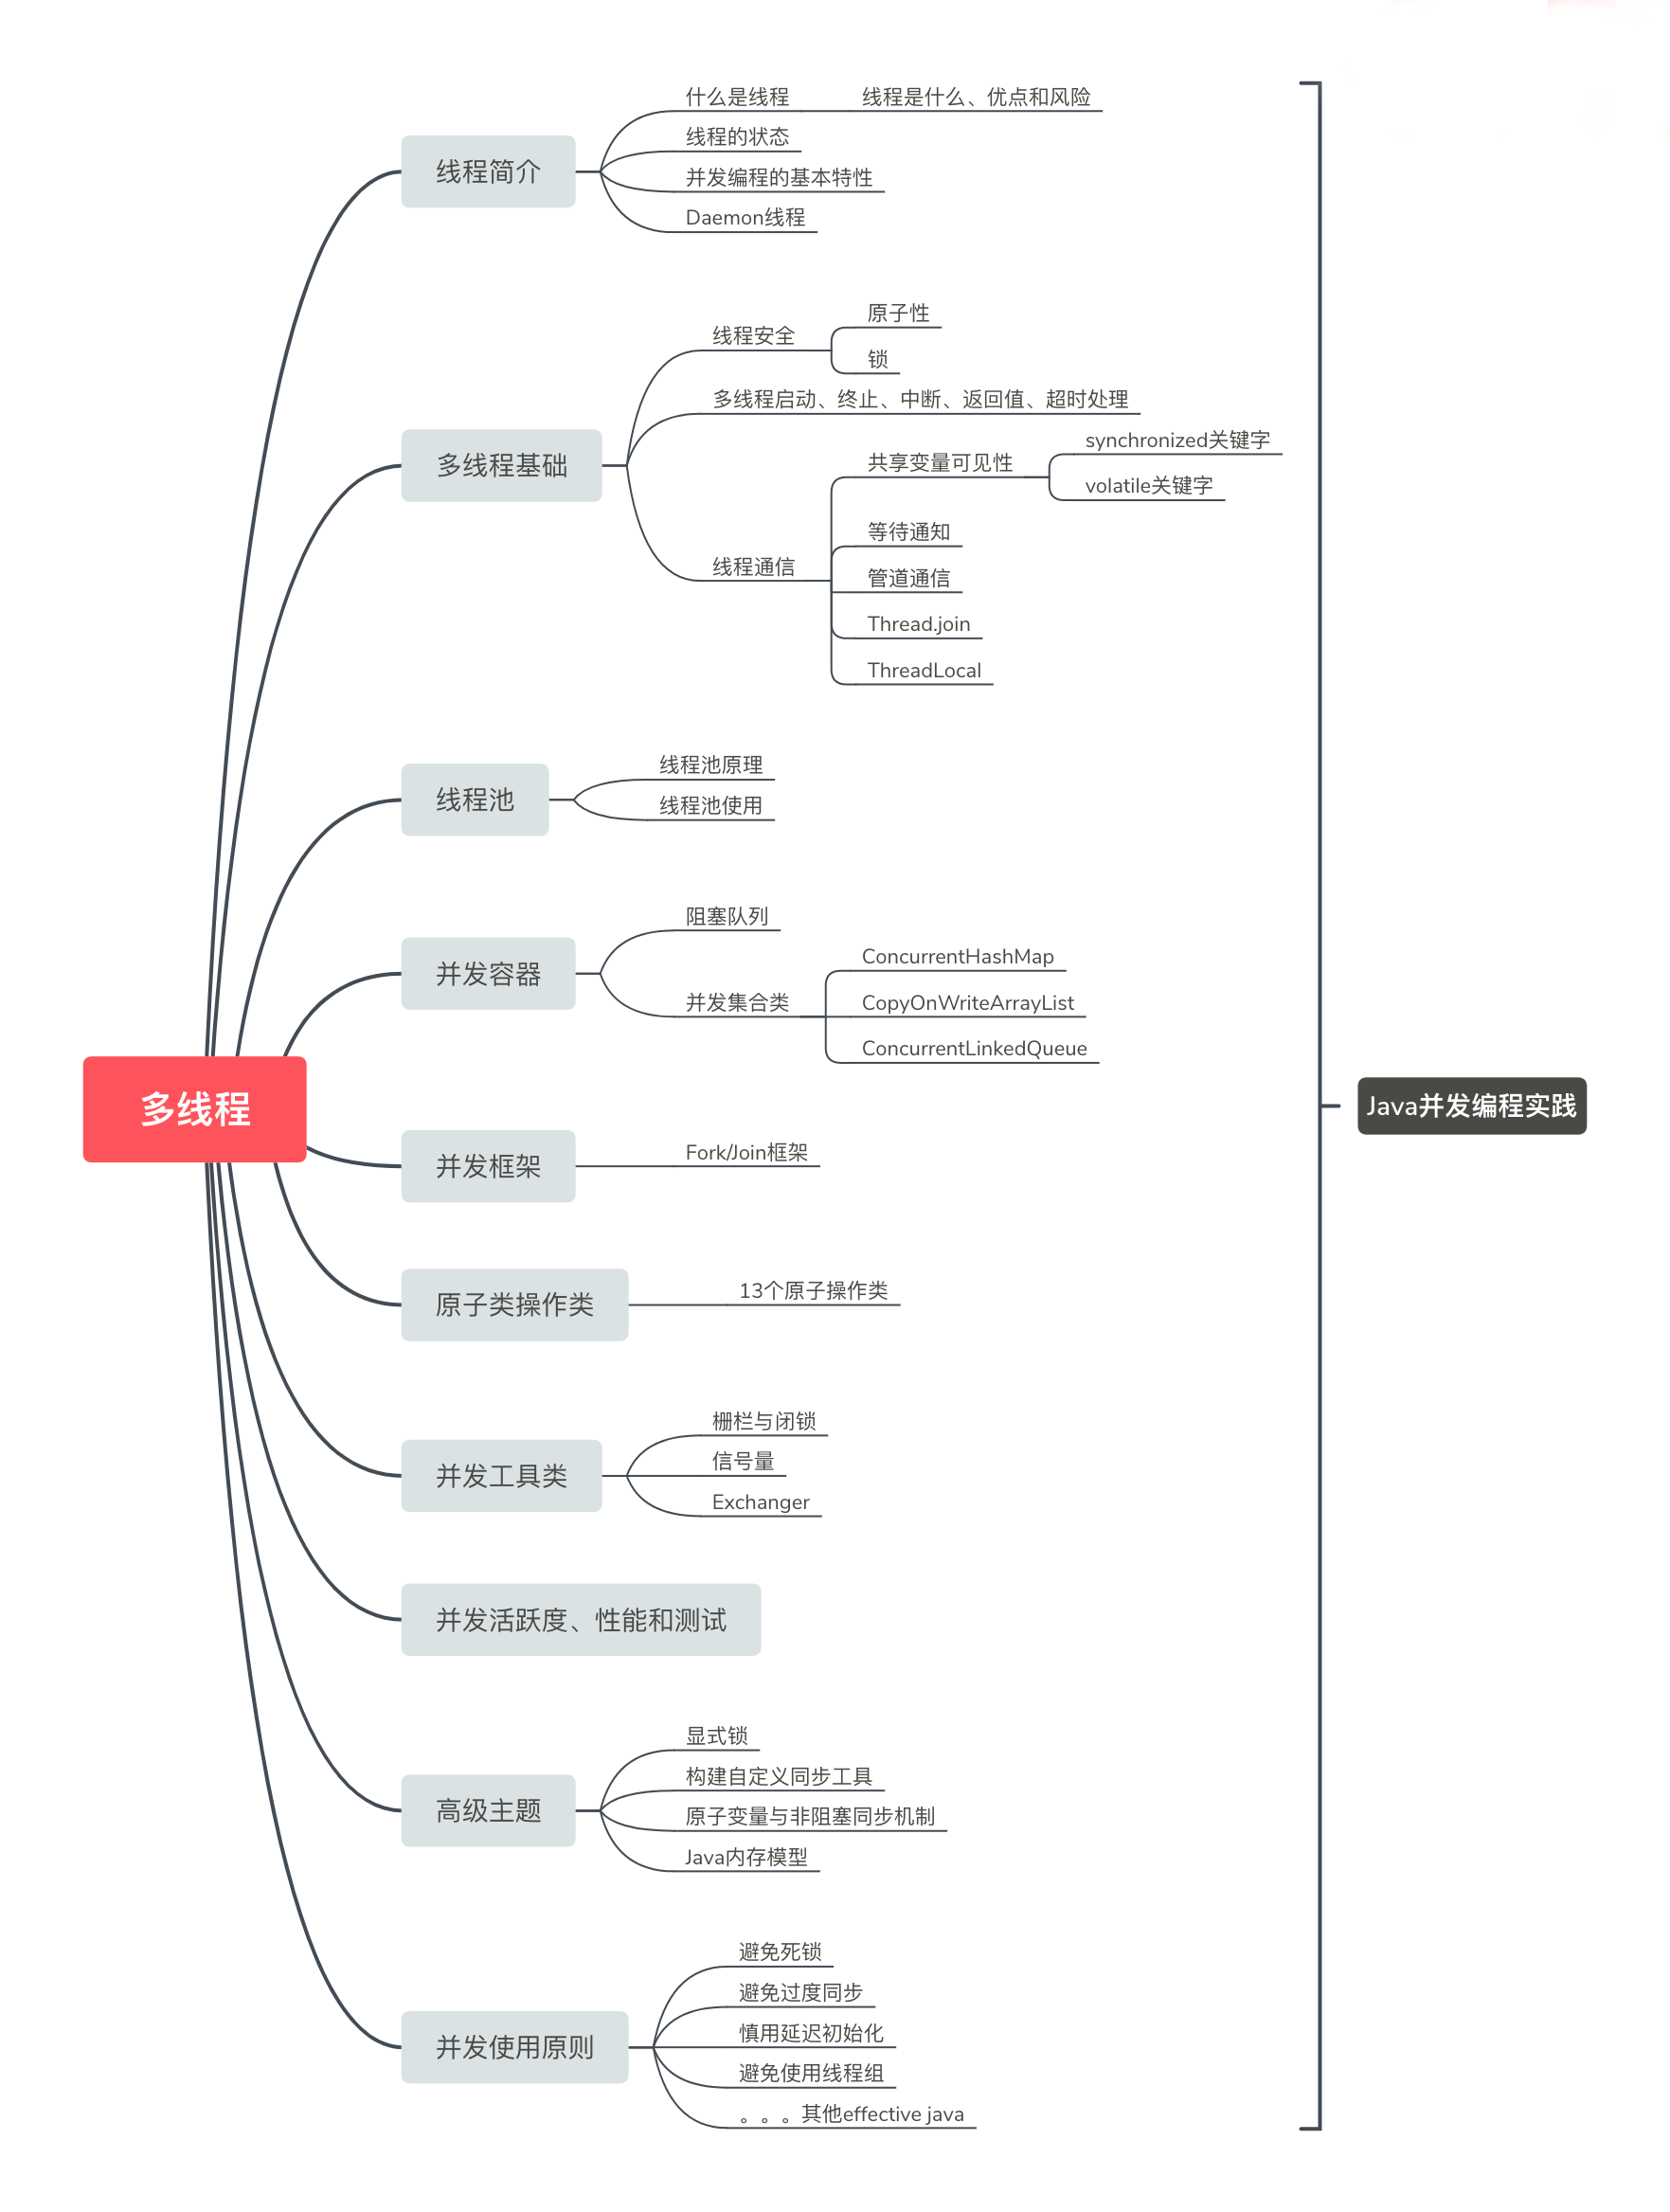 多线程
线程简介
什么是线程
线程是什么、优点和风险
线程的状态
并发编程的基本特性
Daemon线程
多线程基础
线程安全
原子性
锁
多线程启动、终止、中断、返回值、超时处理
线程通信
共享变量可见性
synchronized关键字
volatile关键字
等待通知
管道通信
Thread.join
ThreadLocal
线程池
线程池原理
线程池使用
并发容器
阻塞队列
并发集合类
ConcurrentHashMap
CopyOnWriteArrayList
ConcurrentLinkedQueue
并发框架
Fork/Join框架
原子类操作类
13个原子操作类
并发工具类
栅栏与闭锁
信号量
Exchanger
并发活跃度、性能和测试
高级主题
显式锁
构建自定义同步工具
原子变量与非阻塞同步机制
Java内存模型
并发使用原则
避免死锁
避免过度同步
慎用延迟初始化
避免使用线程组
。。。其他effective java
Java并发编程实践